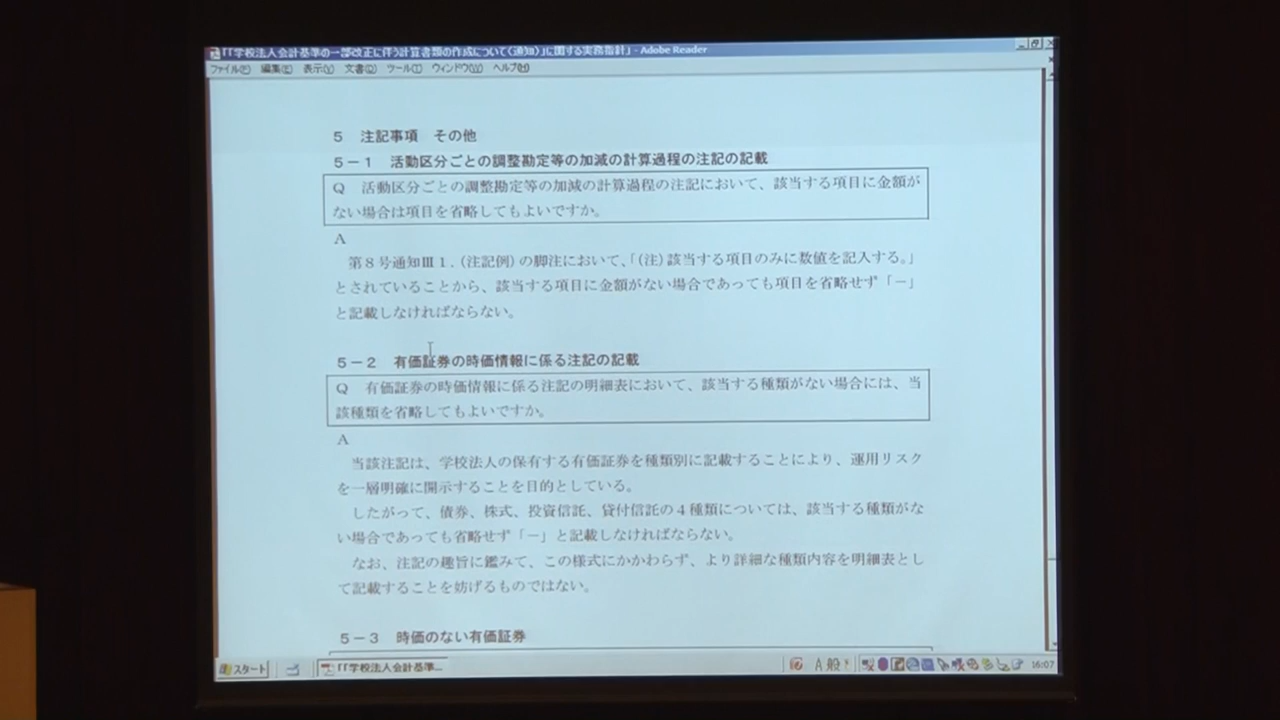 「「学校法人会計基準の一部改正に伴う計算書類の作成について(通知)」に関する実務指針」 - Adobe Reader
ファイル(F) 編集(E) 表示(V) 文書(D) ツール(T) ウィンドウ(W) ヘルプ(H)
5 注記事項 その他
5－1 活動区分ごとの調整勘定等の加減の計算過程の注記の記載
Q 活動区分ごとの調整勘定等の加減の計算過程の注記において、該当する項目に金額が
ない場合は項目を省略してもよいですか。
A
第8号通知Ⅲ1.(注記例)の脚注において、「(注)該当する項目のみに数値を記入する。」
とされていることから、該当する項目に金額がない場合であっても項目を省略せず「－」
と記載しなければならない。
5－2 有価証券の時価情報に係る注記の記載
Q 有価証券の時価情報に係る注記の明細表において、該当する種類がない場合には、当
該種類を省略してもよいですか。
A
当該注記は、学校法人の保有する有価証券を種類別に記載することにより、運用リスク
を一層明確に開示することを目的としている。
したがって、債券、株式、投資信託、貸付信託の4種類については、該当する種類がな
い場合であっても省略せず「－」と記載しなければならない。
なお、注記の趣旨に鑑みて、この様式にかかわらず、より詳細な種類内容を明細表とし
て記載することを妨げるものではない。
5－3 時価のない有価証券
スタート 「「学校法人会計基準... A 般 16:07